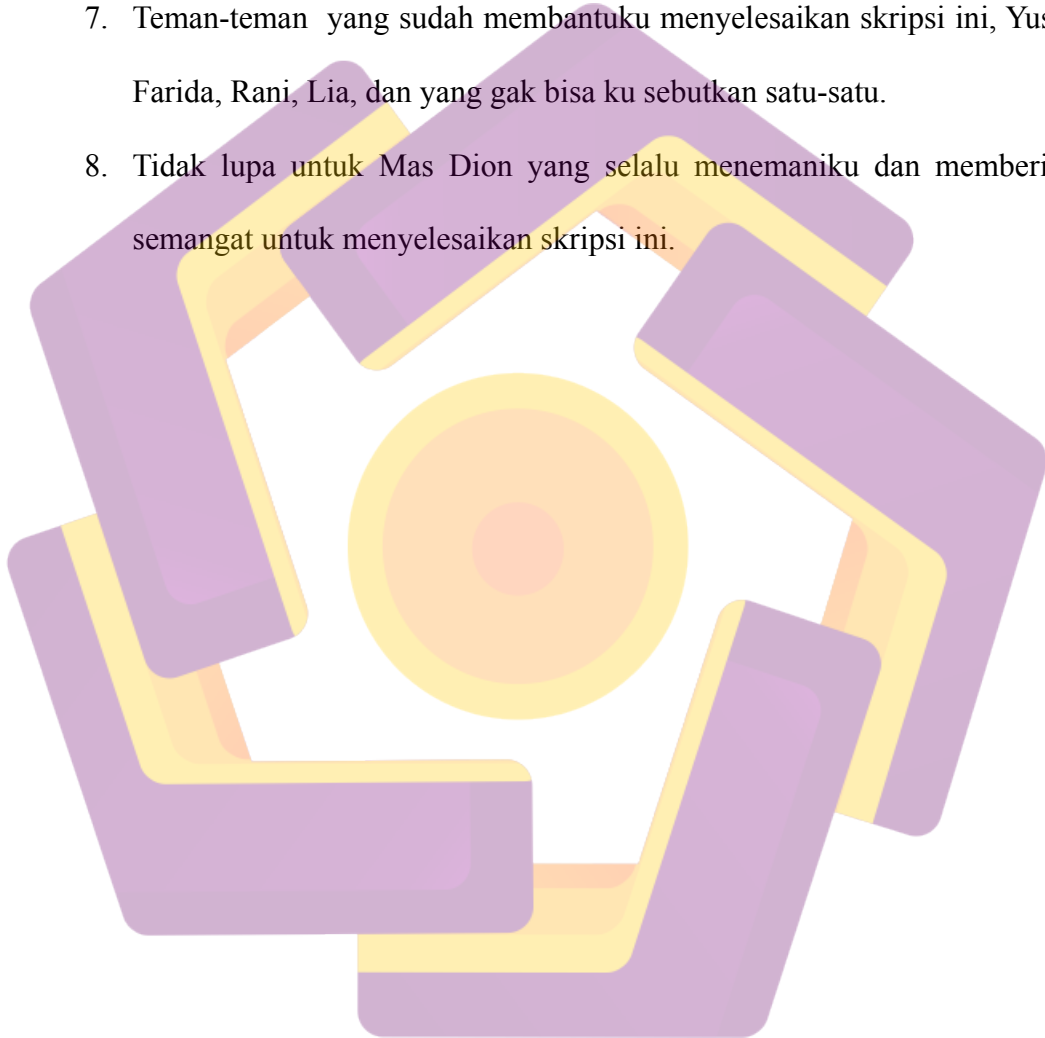 7. Teman-teman yang sudah membantuku menyelesaikan skripsi ini, Yus
Farida, Rani, Lia, dan yang gak bisa ku sebutkan satu-satu.
8. Tidak lupa untuk Mas Dion yang selalu menemaniku dan memberi
semangat untuk menyelesaikan skripsi ini.